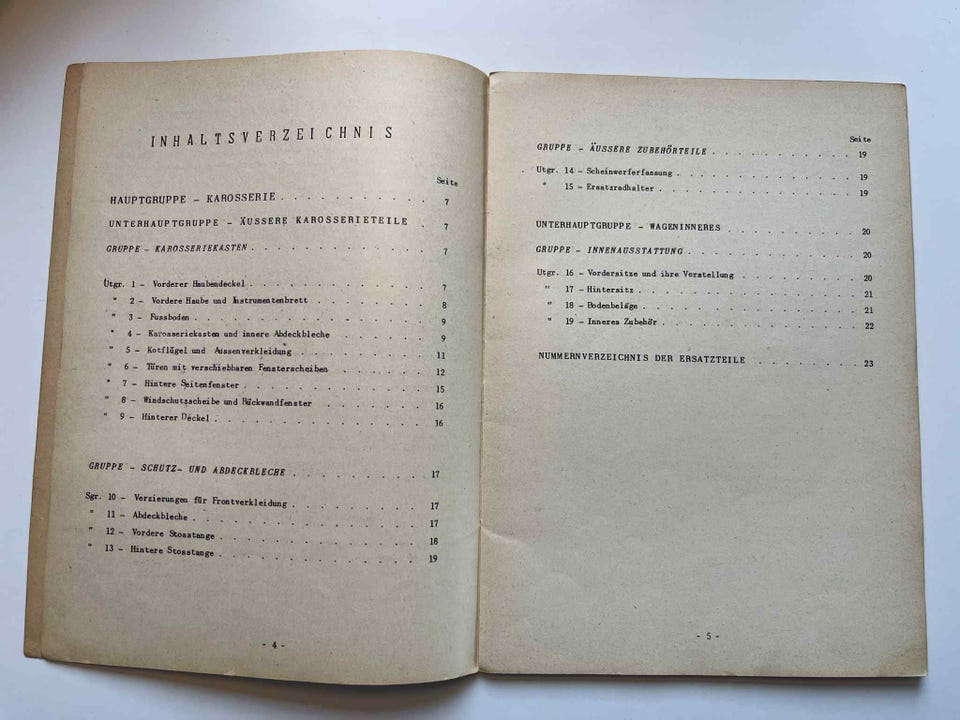 INHALTSVERZEICHNIS
Seite
HAUPTGRUPPE - KAROSSERIE . . . . . . . . . . 7
UNTERHAUPTGRUPPE - ÄUSSERE KAROSSERIETEILE . 7
GRUPPE - KAROSSERIEKASTEN . . . . . . . . . . 7
Utgr. 1 - Vorderer Haubendeckel . . . . . . . . . . 7
" 2 - Vordere Haube und Instrumentenbrett . . . . . . 8
" 3 - Fussboden . . . . . . . . . . . . 9
" 4 - Karosseriekasten und innere Abdeckbleche . . . . . 9
" 5 - Kotflügel und Aussenverkleidung . . . . . . . 11
" 6 - Türen mit verschiebbaren Fensterscheiben . . . . . 12
" 7 - Hintere Seitenfenster . . . . . . . . . . 15
" 8 - Windschutzscheibe und Rückwandfenster . . . . . . 16
" 9 - Hinterer Deckel . . . . . . . . . . . 16
GRUPPE - SCHUTZ- UND ABDECKBLECHE . . . . . . . . 17
Sgr. 10 - Verzierungen für Frontverkleidung . . . . . . . 17
" 11 - Abdeckbleche . . . . . . . . . . . . 17
" 12 - Vordere Stosstange . . . . . . . . . . . 18
" 13 - Hintere Stosstange . . . . . . . . . . . 19
- 4 -
Seite
GRUPPE - ÄUSSERE ZUBEHÖRTEILE . . . . . . . . . 19
Utgr. 14 - Scheinwerferfassung . . . . . . . . . . 19
" 15 - Ersatzradhalter . . . . . . . . . . . . 19
UNTERHAUPTGRUPPE - WAGENINNERES . . . . . . . . 20
GRUPPE - INNENAUSSTATTUNG . . . . . . . . . . 20
Utgr. 16 - Vordersitze und ihre Verstellung . . . . . . . 20
" 17 - Hintersitz . . . . . . . . . . . . . 21
" 18 - Bodenbeläge . . . . . . . . . . . . . 21
" 19 - Inneres Zubehör . . . . . . . . . . . . 22
NUMMERNVERZEICHNIS DER ERSATZTEILE . . . . . . . 23
- 5 -